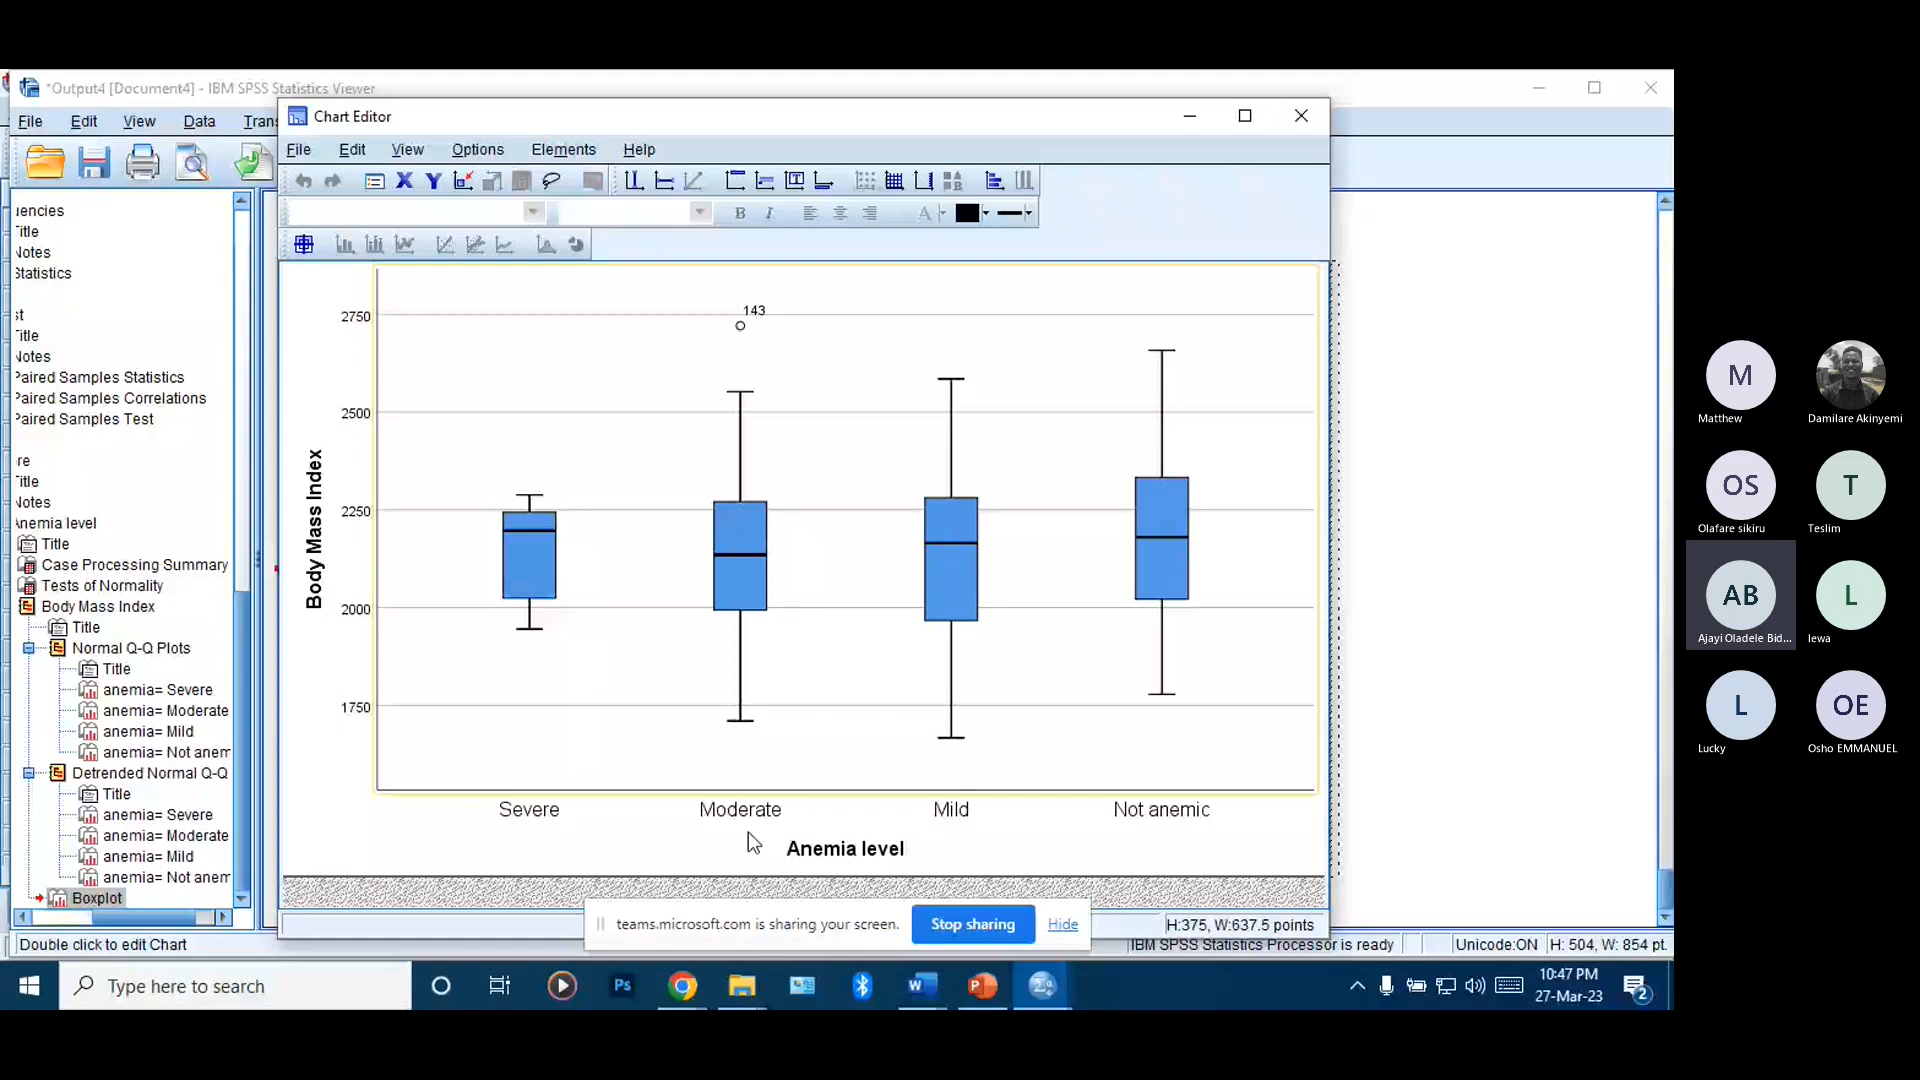 *Output4 [Document4] - IBM SPSS Statistics Viewer
File Edit View Data Tran
Chart Editor
File Edit View Options Elements Help
X Y
B I A
uencies
Title
Notes
Statistics
st
Title
Notes
Paired Samples Statistics
Paired Samples Correlations
Paired Samples Test
re
Title
Notes
Anemia level
Title
Case Processing Summary
Tests of Normality
Body Mass Index
Title
Normal Q-Q Plots
Title
anemia= Severe
anemia= Moderate
anemia= Mild
anemia= Not anem
Detrended Normal Q-Q
Title
anemia= Severe
anemia= Moderate
anemia= Mild
anemia= Not anem
Boxplot
Body Mass Index
2750
2500
2250
2000
1750
143
Severe Moderate Mild Not anemic
Anemia level
H:375, W:637.5 points
teams.microsoft.com is sharing your screen. Stop sharing Hide
Double click to edit Chart
IBM SPSS Statistics Processor is ready Unicode:ON H: 504, W: 854 pt.
Type here to search
Ps W P
10:47 PM
27-Mar-23
2
M
Matthew Damilare Akinyemi
OS T
Olafare sikiru Teslim
AB L
Ajayi Oladele Bid... lewa
L OE
Lucky Osho EMMANUEL